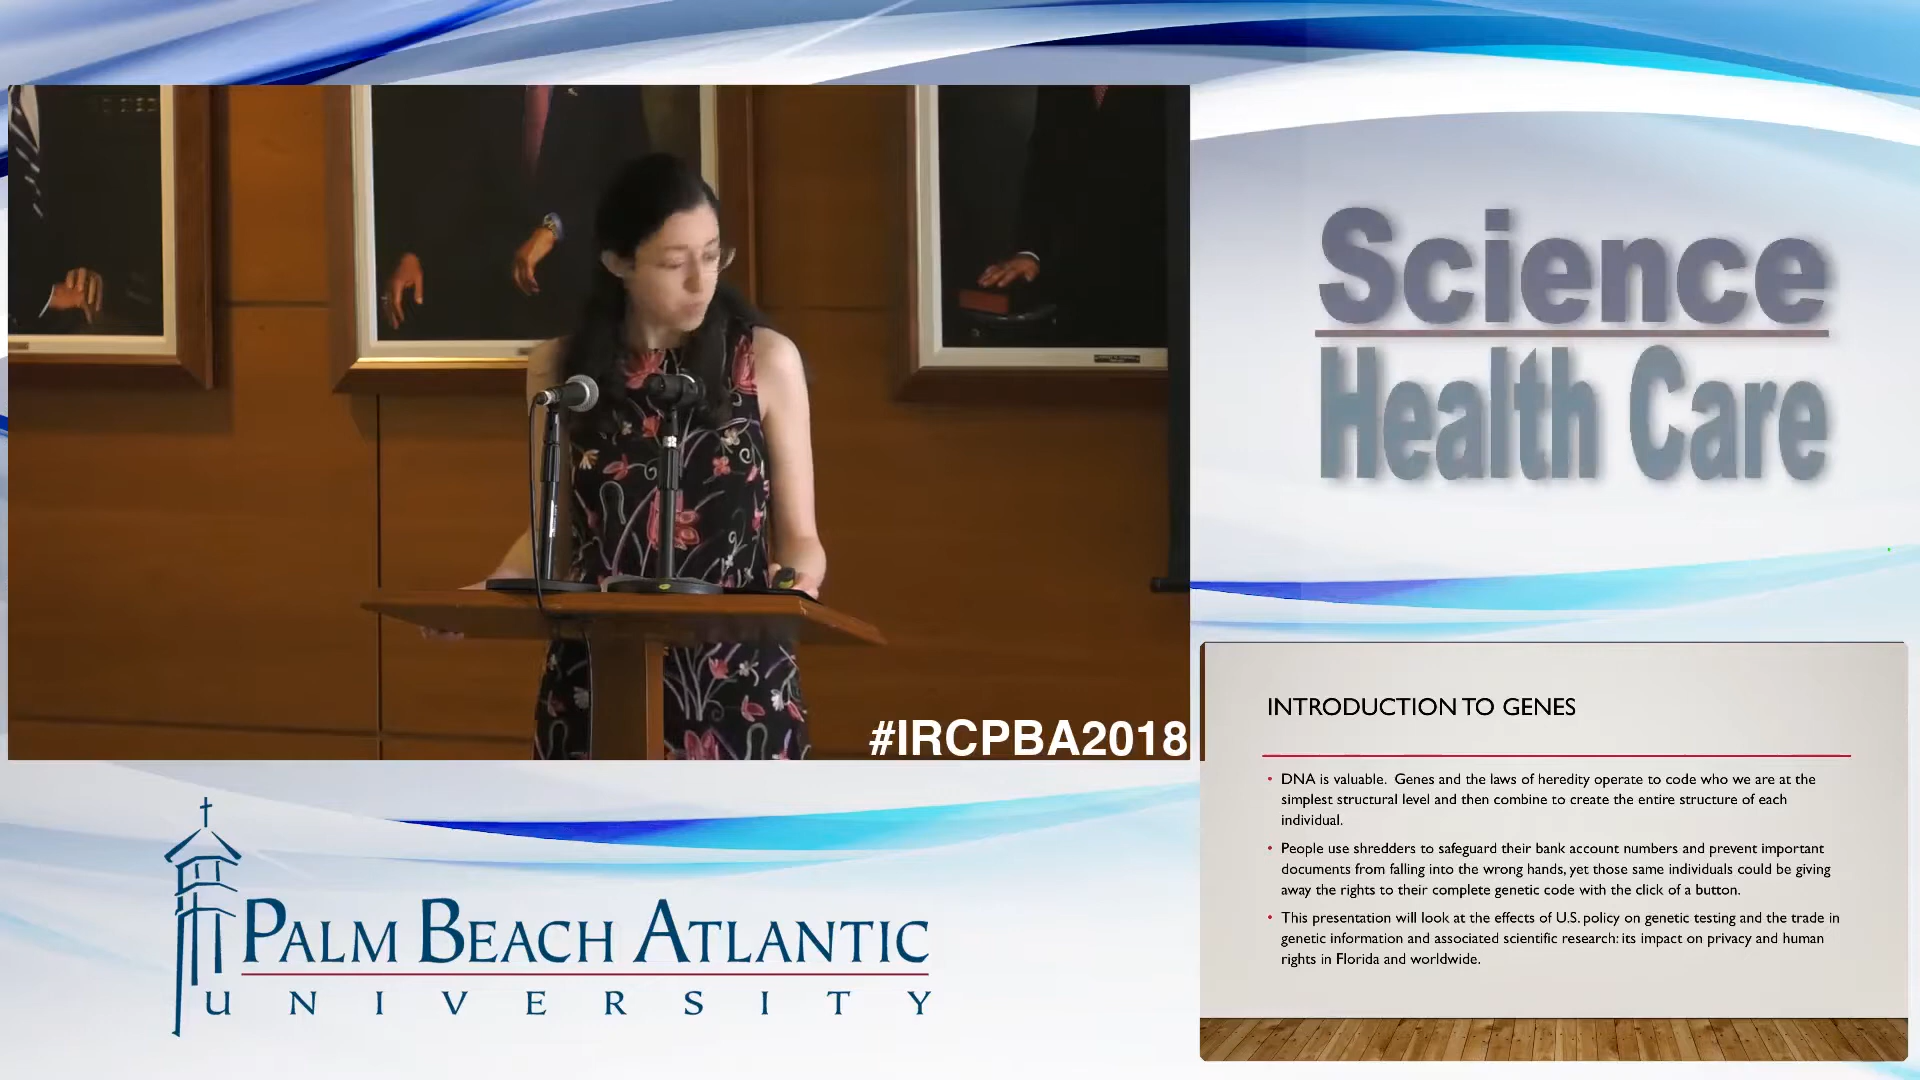 Science
Health Care
#IRCPBA2018
INTRODUCTION TO GENES
• DNA is valuable. Genes and the laws of heredity operate to code who we are at the
simplest structural level and then combine to create the entire structure of each
individual.
• People use shredders to safeguard their bank account numbers and prevent important
documents from falling into the wrong hands, yet those same individuals could be giving
away the rights to their complete genetic code with the click of a button.
• This presentation will look at the effects of U.S. policy on genetic testing and the trade in
genetic information and associated scientific research: its impact on privacy and human
rights in Florida and worldwide.
PALM BEACH ATLANTIC
UNIVERSITY